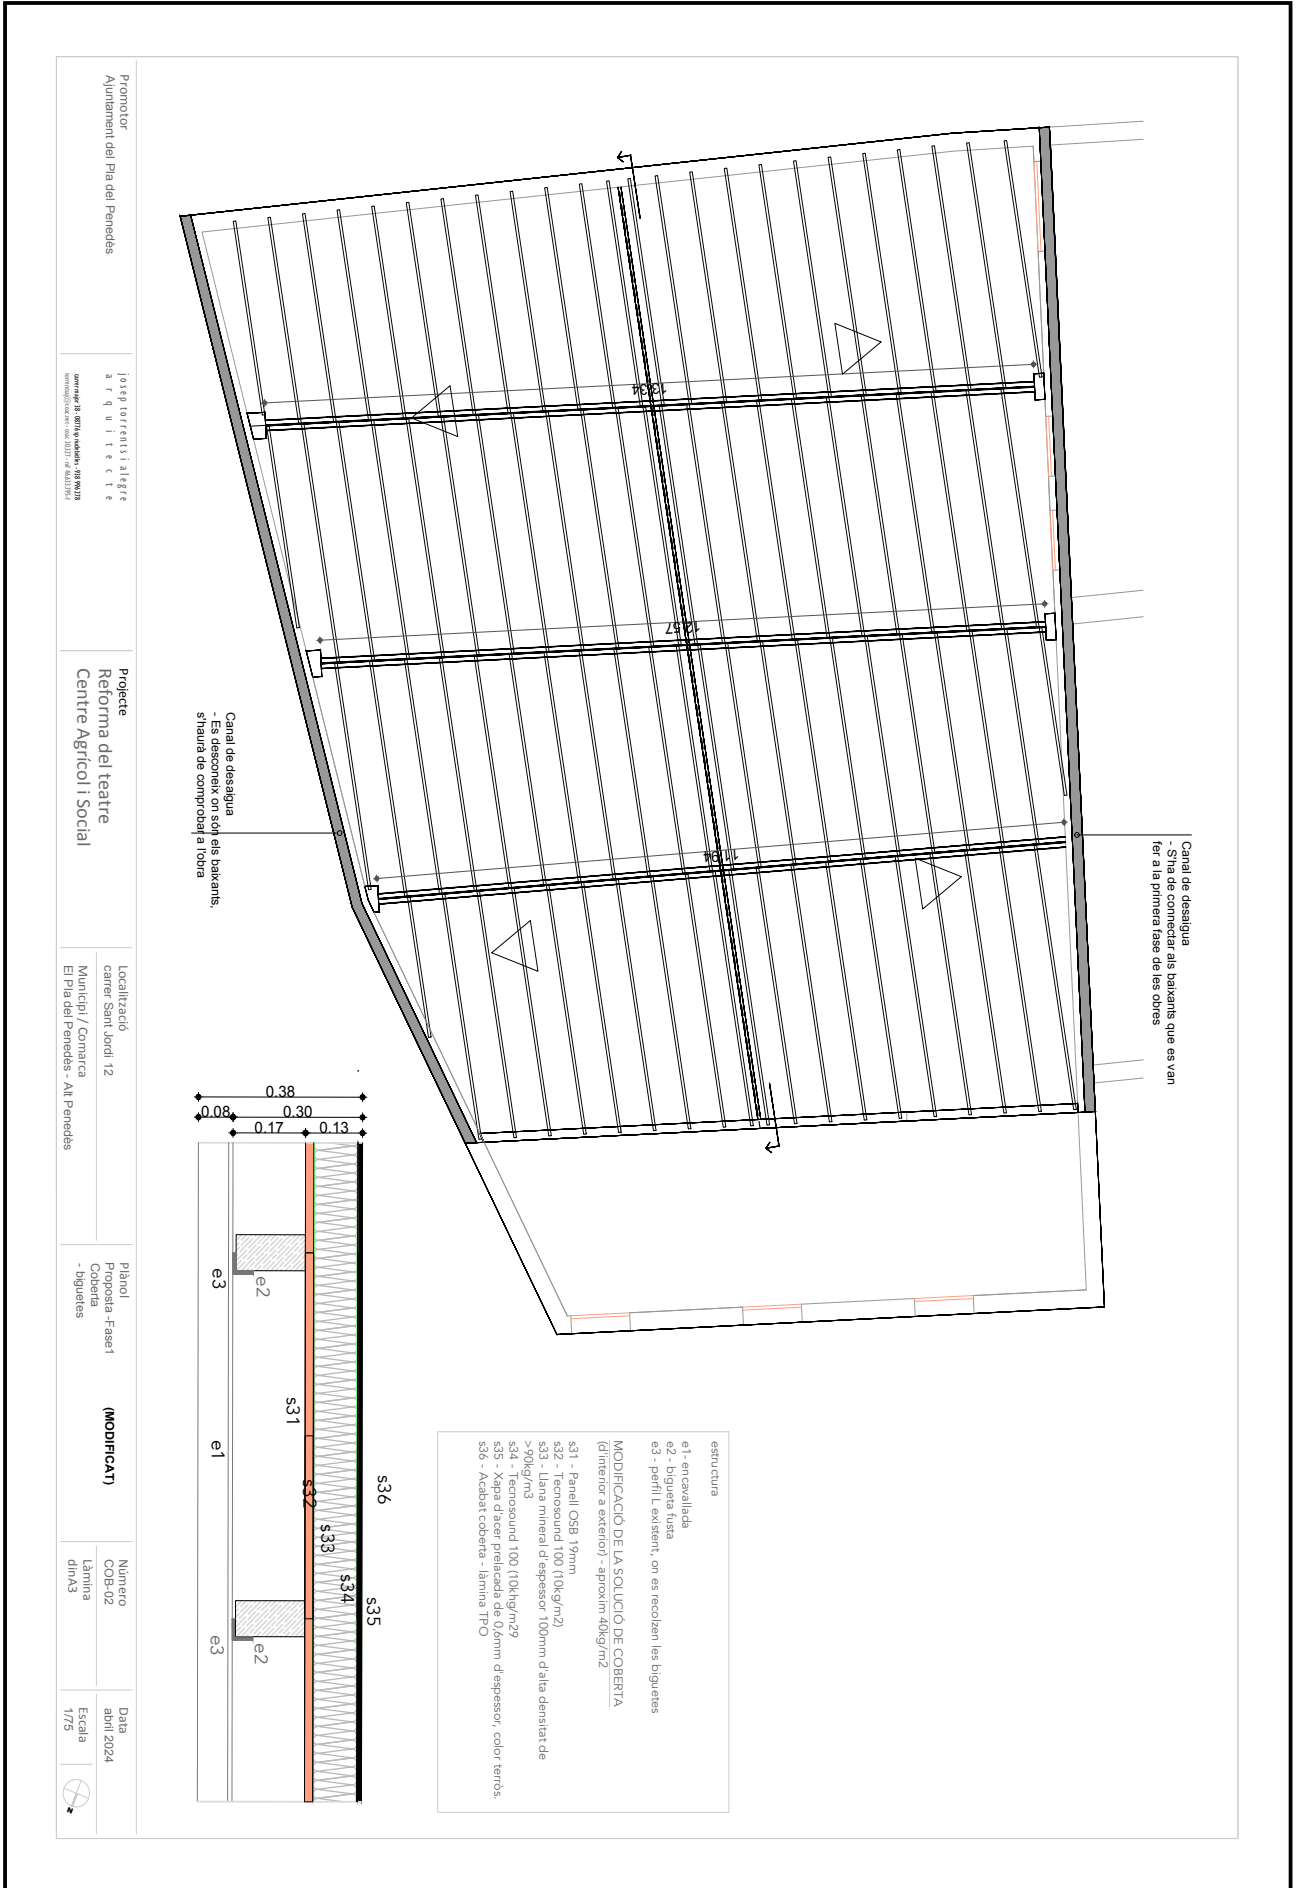 Canal de desaigua
- S'ha de connectar als baixants que es van
fer a la primera fase de les obres
13,34
12,57
11,94
Canal de desaigua
- Es desconeix on són els baixants,
s'haurà de comprobar a l'obra
estructura
e1- encavallada
e2 - bigueta fusta
e3 - perfil L existent, on es recolzen les biguetes
MODIFICACIÓ DE LA SOLUCIÓ DE COBERTA
(d'interior a exterior) - aproxim 40kg/m2
s31 - Panell OSB 19mm
s32 - Tecnosound 100 (10kg/m2)
s33 - Llana mineral d'espessor 100mm d'alta densitat de
>90kg/m3
s34 - Tecnosound 100 (10khg/m29
s35 - Xapa d'acer prelacada de 0,6mm d'espessor, color terròs.
s36 - Acabat coberta - làmina TPO
0.38
0.08
0.30
0.17
0.13
s36
s35
s34
s33
s32
s31
e2
e2
e3
e1
e3
Promotor
Ajuntament del Pla del Penedès
josep torrents i alegre
a r q u i t e c t e
Projecte
Reforma del teatre
Centre Agrícol i Social
Localització
carrer Sant Jordi 12
Municipi / Comarca
El Pla del Penedès - Alt Penedès
Plànol
Proposta -Fase1
Coberta
- biguetes
(MODIFICAT)
Número
COB-02
Làmina
dinA3
Data
abril 2024
Escala
1/75
N